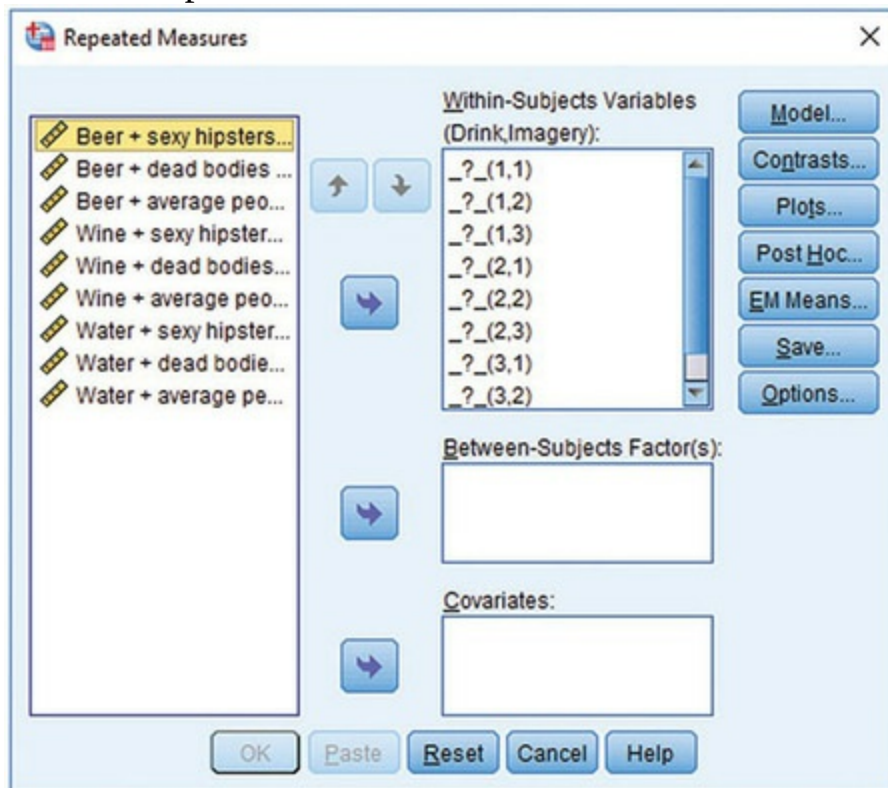 Repeated Measures
Beer + sexy hipsters...
Beer + dead bodies ...
Beer + average peo...
Wine + sexy hipster...
Wine + dead bodies...
Wine + average peo...
Water + sexy hipster...
Water + dead bodie...
Water + average pe...
Within-Subjects Variables
(Drink,Imagery):
_?_(1,1)
_?_(1,2)
_?_(1,3)
_?_(2,1)
_?_(2,2)
_?_(2,3)
_?_(3,1)
_?_(3,2)
Between-Subjects Factor(s):
Covariates:
Model...
Contrasts...
Plots...
Post Hoc...
EM Means...
Save...
Options...
OK Paste Reset Cancel Help